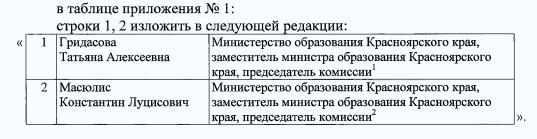 в таблице приложения № 1:
строки 1, 2 изложить в следующей редакции:
« 1 Гридасова Министерство образования Красноярского края,
Татьяна Алексеевна заместитель министра образования Красноярского
края, председатель комиссии¹
2 Масюлис Министерство образования Красноярского края,
Константин Луцисович заместитель министра образования Красноярского
края, председатель комиссии² ».